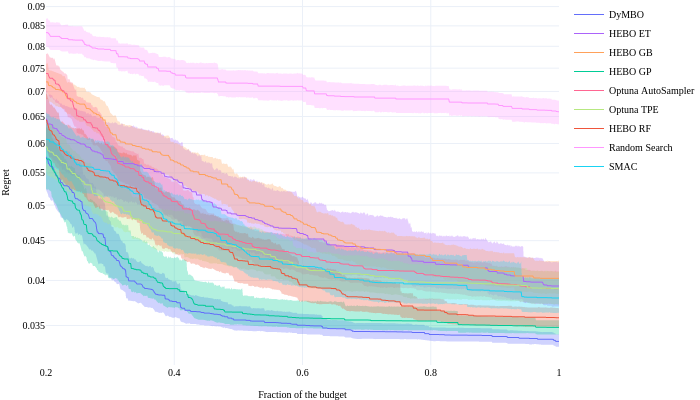 0.09
0.085
0.08
0.075
0.07
0.065
0.06
0.055
0.05
0.045
0.04
0.035
Regret
0.2
0.4
0.6
0.8
1
Fraction of the budget
DyMBO
HEBO ET
HEBO GB
HEBO GP
Optuna AutoSampler
Optuna TPE
HEBO RF
Random Search
SMAC